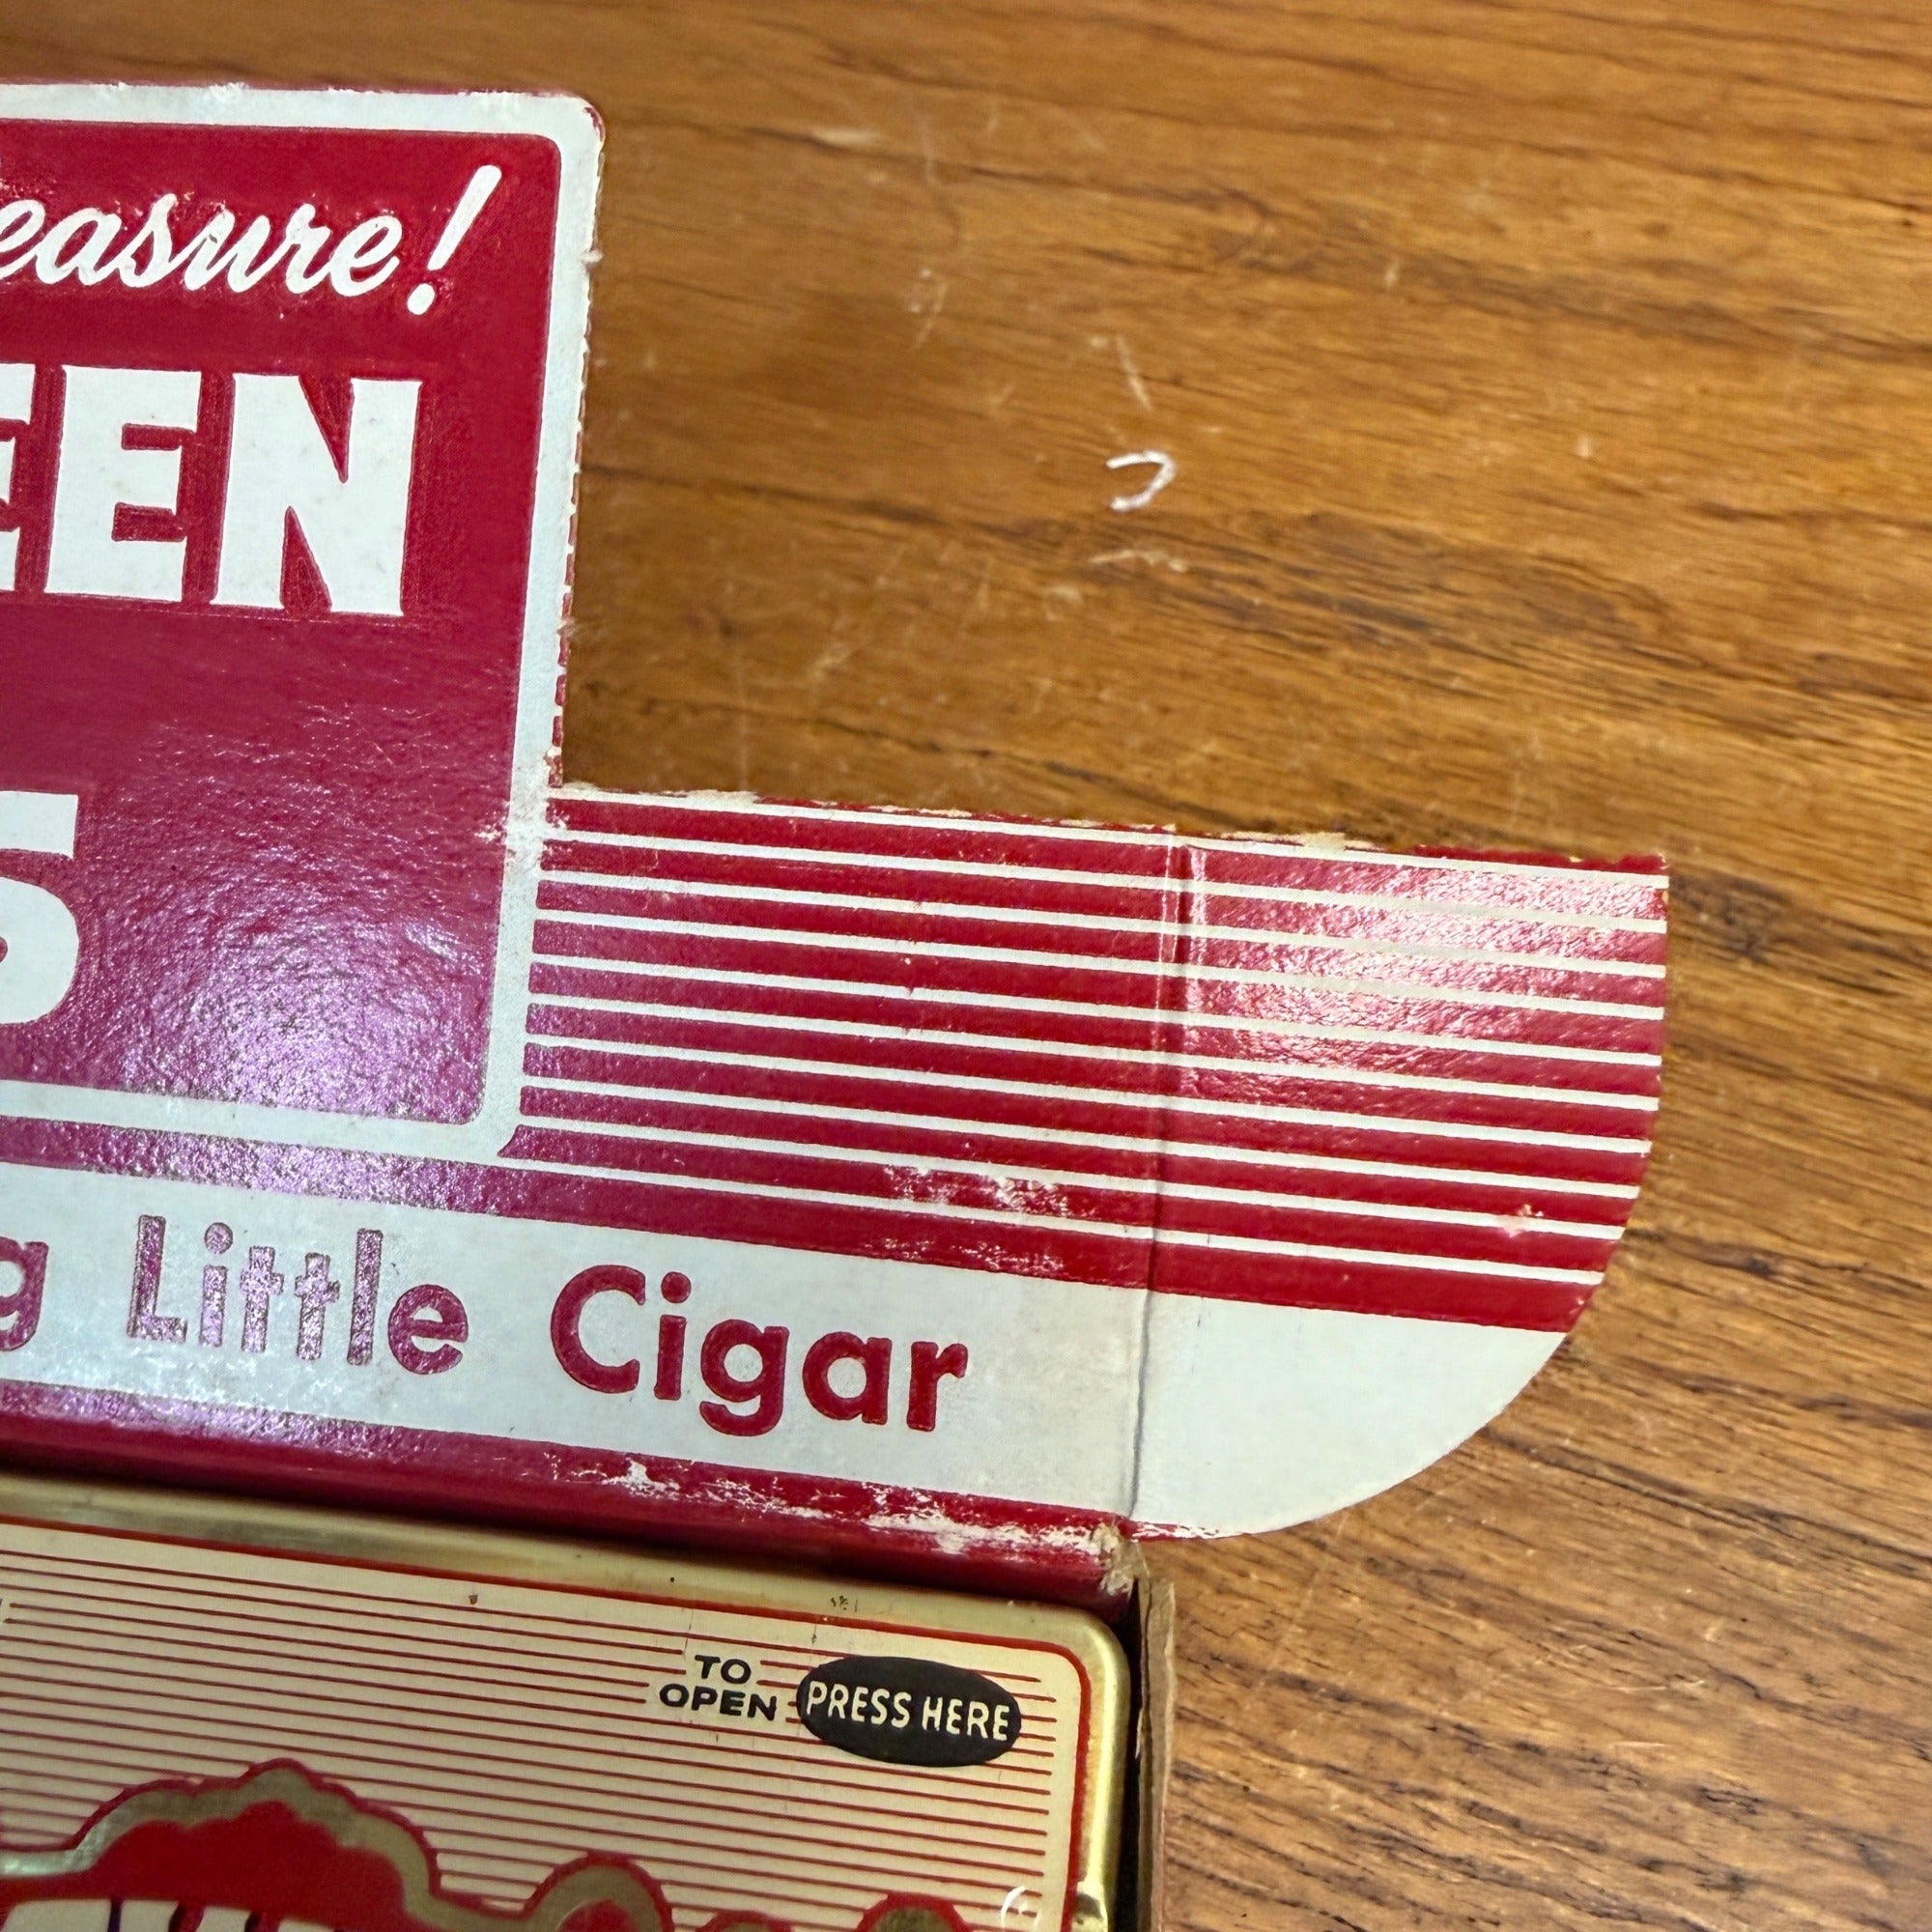 easure!
EEN
S
g Little Cigar
TO
OPEN
PRESS HERE